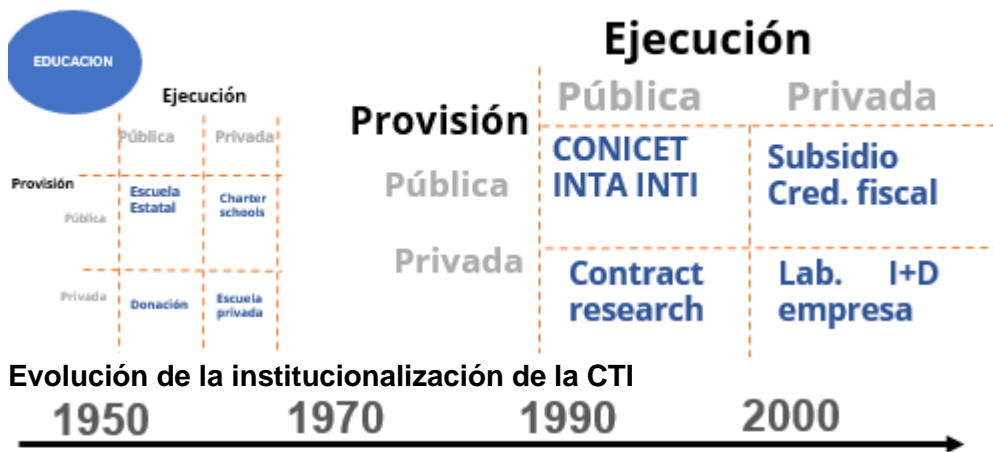 EDUCACION
Ejecución
Pública Privada
Provisión
Pública
Escuela
Estatal
Charter
schools
Privada
Donación
Escuela
privada
Ejecución
Pública Privada
Provisión
Pública
CONICET
INTA INTI
Subsidio
Cred. fiscal
Privada
Contract
research
Lab. I+D
empresa
Evolución de la institucionalización de la CTI
1950 1970 1990 2000